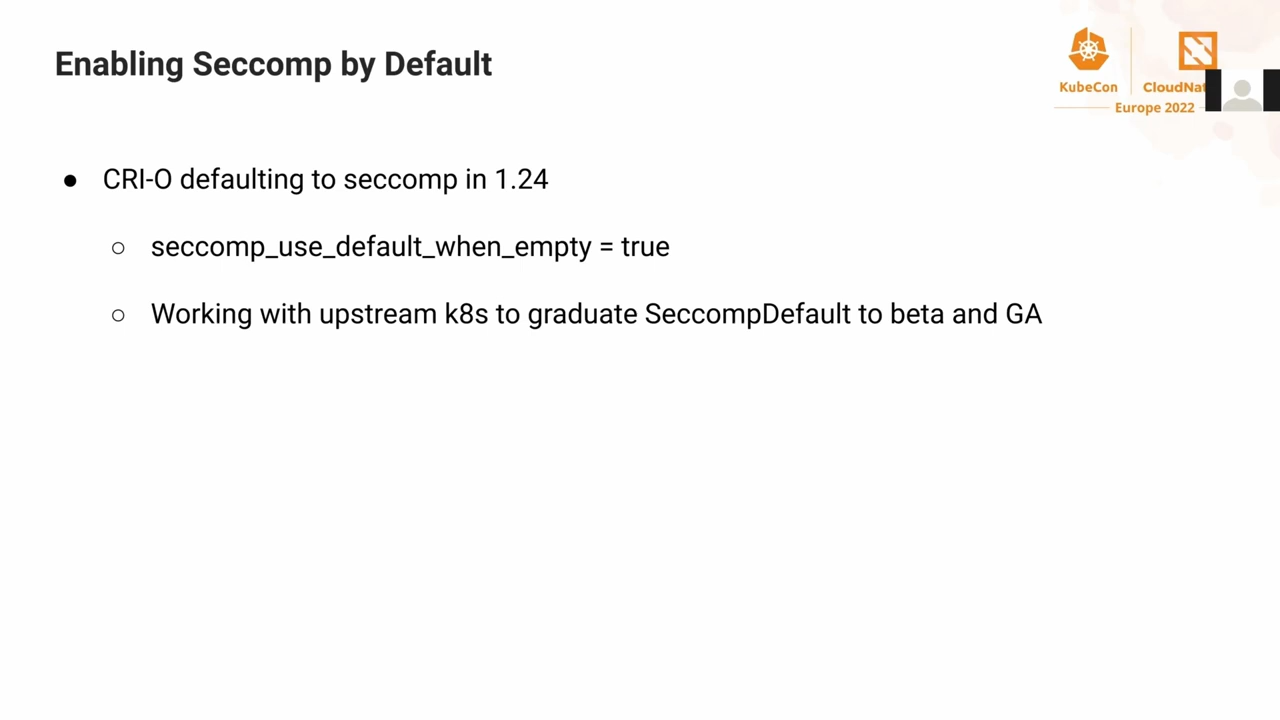 Enabling Seccomp by Default
KubeCon
CloudNat
Europe 2022
● CRI-O defaulting to seccomp in 1.24
○ seccomp_use_default_when_empty = true
○ Working with upstream k8s to graduate SeccompDefault to beta and GA